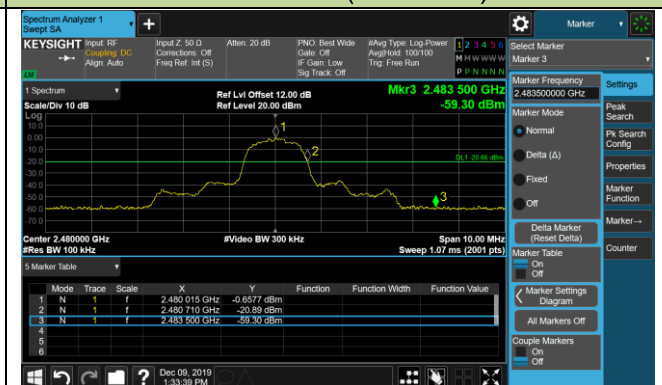 Spectrum Analyzer 1
Swept SA
Marker
KEYSIGHT
Input: RF
Coupling: DC
Align: Auto
Input Z: 50 Ω
Corrections: Off
Freq Ref: Int (S)
Atten: 20 dB
PNO: Best Wide
Gate: Off
IF Gain: Low
Sig Track: Off
#Avg Type: Log-Power
Avg|Hold: 100/100
Trig: Free Run
1 2 3 4 5 6
M W W W W W
P P N N N N
Select Marker
Marker 3
1 Spectrum
Scale/Div 10 dB
Log
Ref Lvl Offset 12.00 dB
Ref Level 20.00 dBm
Mkr3 2.483 500 GHz
-59.30 dBm
10.0
0.00
-10.0
-20.0
-30.0
-40.0
-50.0
-60.0
-70.0
1
2
3
DL1 -20.66 dBm
Center 2.480000 GHz
#Res BW 100 kHz
#Video BW 300 kHz
Span 10.00 MHz
Sweep 1.07 ms (2001 pts)
5 Marker Table
Mode Trace Scale X Y Function Function Width Function Value
1 N 1 f 2.480 015 GHz -0.6577 dBm
2 N 1 f 2.480 710 GHz -20.89 dBm
3 N 1 f 2.483 500 GHz -59.30 dBm
4
5
6
Dec 09, 2019
1:33:39 PM
Marker Frequency
2.483500000 GHz
Marker Mode
Normal
Delta (Δ)
Fixed
Off
Delta Marker
(Reset Delta)
Marker Table
On
Off
Marker Settings
Diagram
All Markers Off
Couple Markers
On
Off
Settings
Peak
Search
Pk Search
Config
Properties
Marker
Function
Marker→
Counter